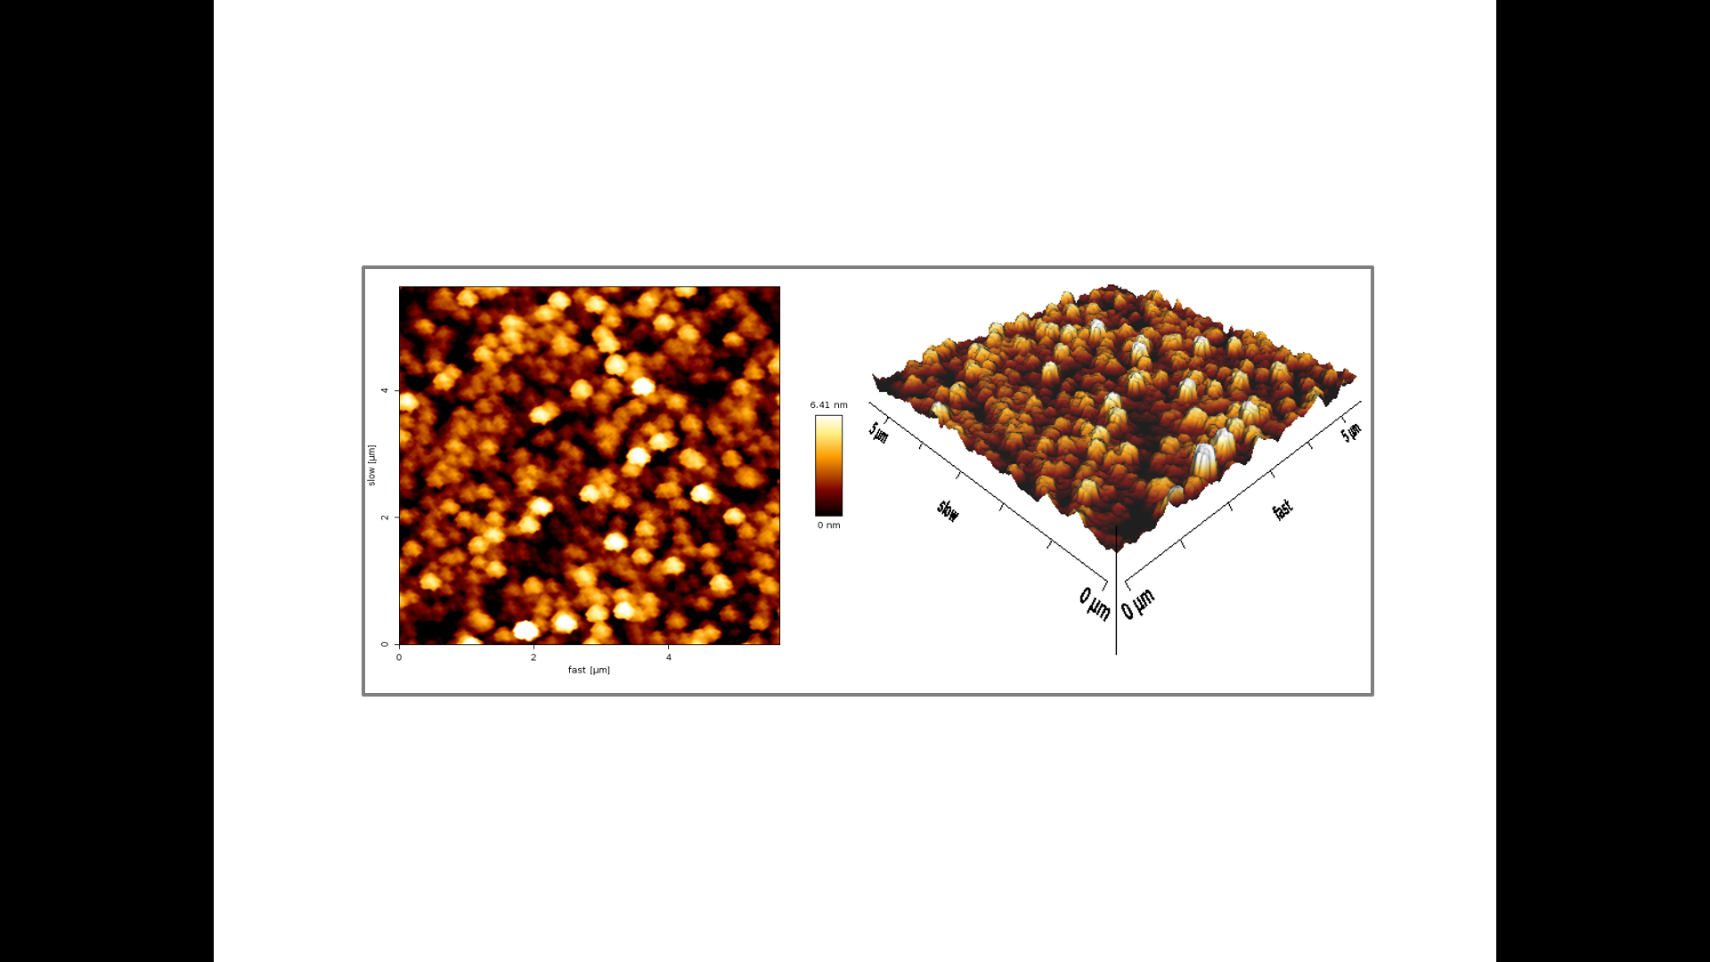 4
2
0
slow [µm]
0 2 4
fast [µm]
6.41 nm
0 nm
5 µm
slow
0 µm
0 µm
fast
5 µm